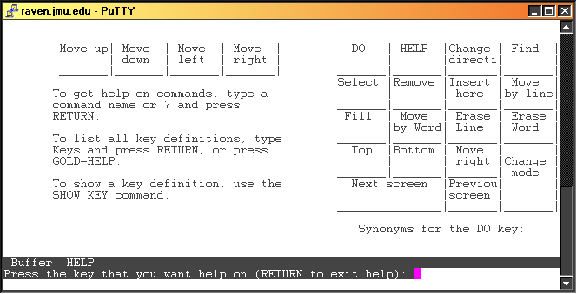 raven.jmu.edu - PuTTY
Move up| Move | Move | Move | DO | HELP |Change | Find |
down | left | right | directi
Select| Remove| Insert| Move
here by line
To get help on commands, type a
command name or ? and press
RETURN.
Fill | Move | Erase | Erase
by Word| Line | Word
To list all key definitions, type
Keys and press RETURN, or press
GOLD-HELP.
Top |Bottom| Move
right |Change
mode
To show a key definition, use the
SHOW KEY command.
Next screen |Previous
screen
Synonyms for the DO key:
Buffer HELP
Press the key that you want help on (RETURN to exit help):